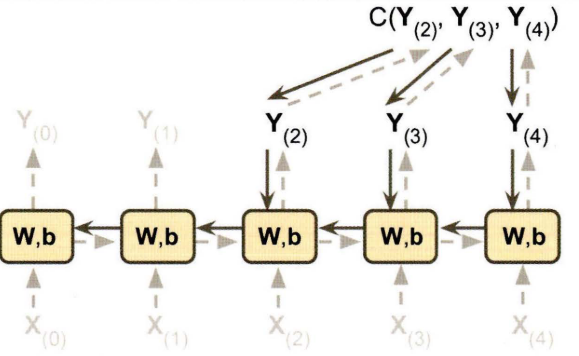 C(Y(2), Y(3), Y(4))
Y(0) Y(1) Y(2) Y(3) Y(4)
W,b W,b W,b W,b W,b
X(0) X(1) X(2) X(3) X(4)